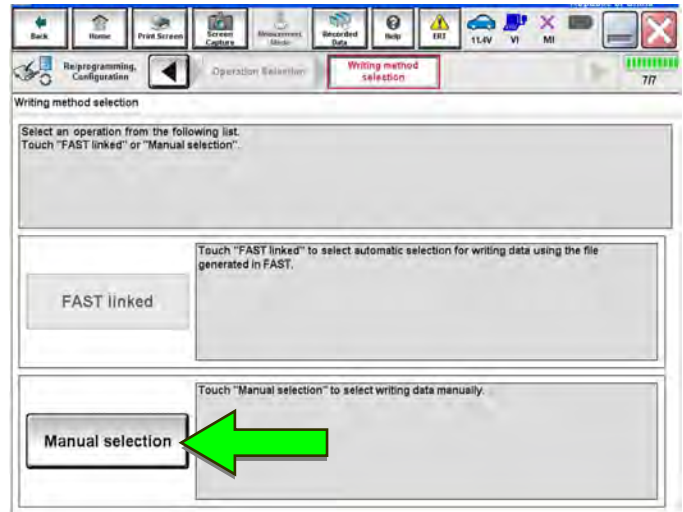 Back
Home
Print Screen
Screen
Capture
Measurement
Mode
Recorded
Data
Help
ERT
11.4V
VI
MI
Reprogramming,
Configuration
Operation Selection
Writing method
selection
7/7
Writing method selection
Select an operation from the following list.
Touch "FAST linked" or "Manual selection".
FAST linked
Touch "FAST linked" to select automatic selection for writing data using the file
generated in FAST.
Manual selection
Touch "Manual selection" to select writing data manually.